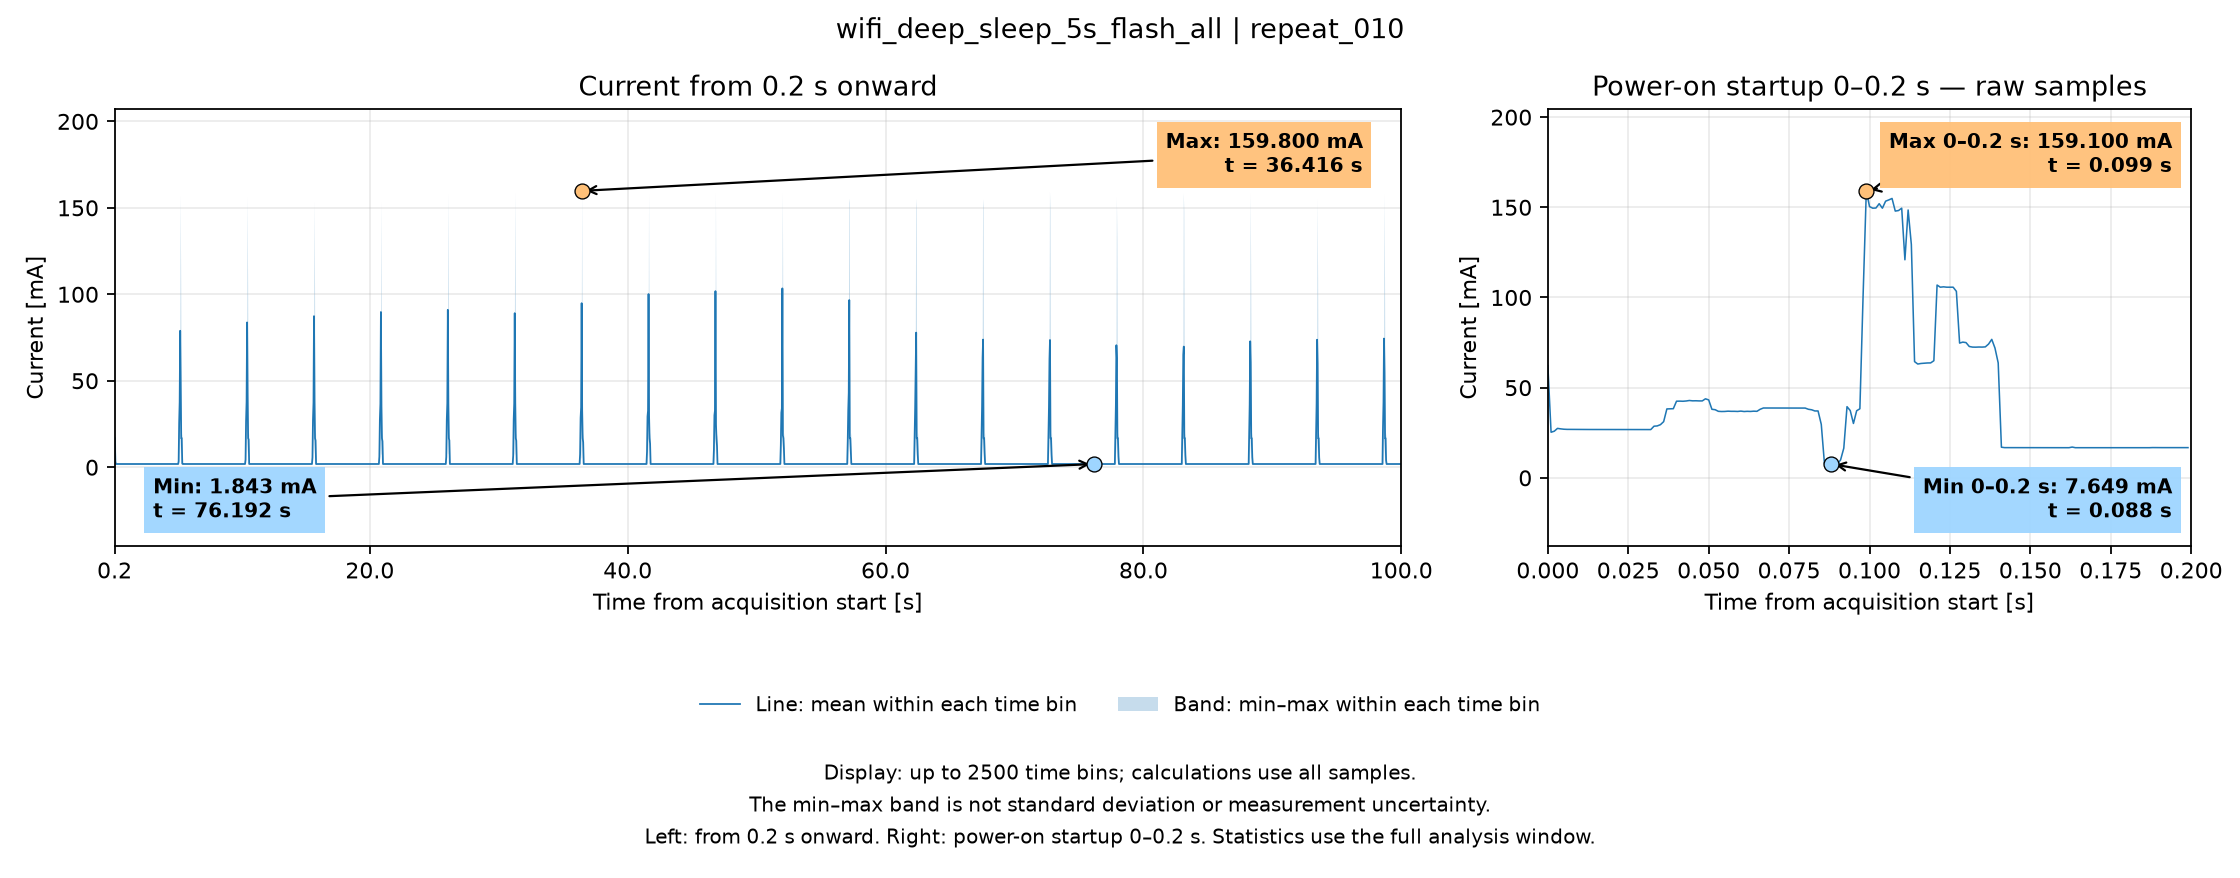 wifi_deep_sleep_5s_flash_all | repeat_010
Current from 0.2 s onward
Current [mA]
200
150
100
50
0
Max: 159.800 mA
t = 36.416 s
Min: 1.843 mA
t = 76.192 s
0.2 20.0 40.0 60.0 80.0 100.0
Time from acquisition start [s]
Power-on startup 0–0.2 s — raw samples
Current [mA]
200
150
100
50
0
Max 0–0.2 s: 159.100 mA
t = 0.099 s
Min 0–0.2 s: 7.649 mA
t = 0.088 s
0.000 0.025 0.050 0.075 0.100 0.125 0.150 0.175 0.200
Time from acquisition start [s]
Line: mean within each time bin
Band: min–max within each time bin
Display: up to 2500 time bins; calculations use all samples.
The min–max band is not standard deviation or measurement uncertainty.
Left: from 0.2 s onward. Right: power-on startup 0–0.2 s. Statistics use the full analysis window.